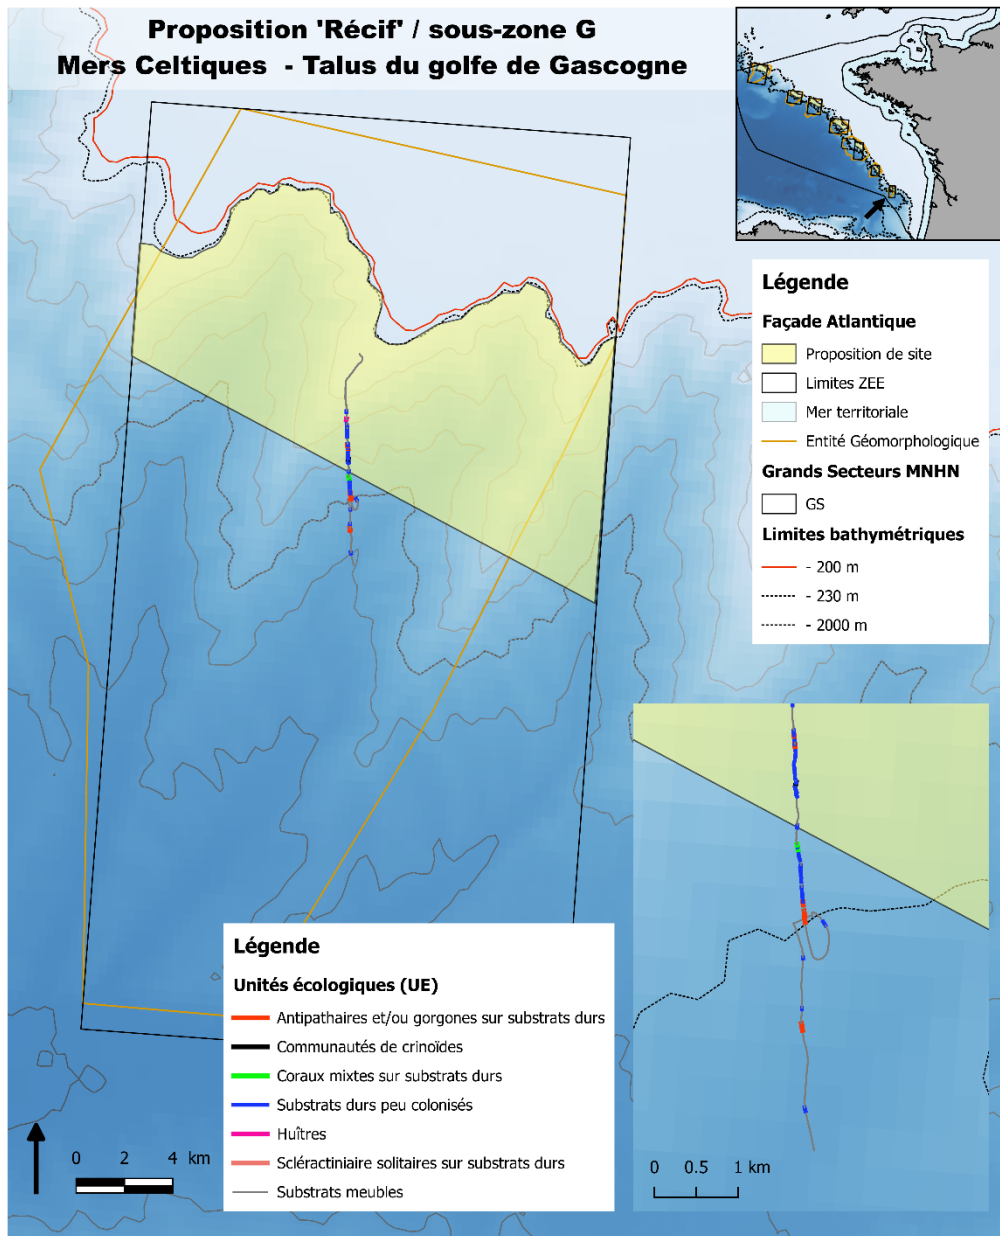 Proposition 'Récif' / sous-zone G
Mers Celtiques - Talus du golfe de Gascogne
Légende
Façade Atlantique
Proposition de site
Limites ZEE
Mer territoriale
Entité Géomorphologique
Grands Secteurs MNHN
GS
Limites bathymétriques
- 200 m
- 230 m
- 2000 m
Légende
Unités écologiques (UE)
Antipathaires et/ou gorgones sur substrats durs
Communautés de crinoïdes
Coraux mixtes sur substrats durs
Substrats durs peu colonisés
Huîtres
Scléractiniaire solitaires sur substrats durs
Substrats meubles
0 2 4 km
0 0.5 1 km